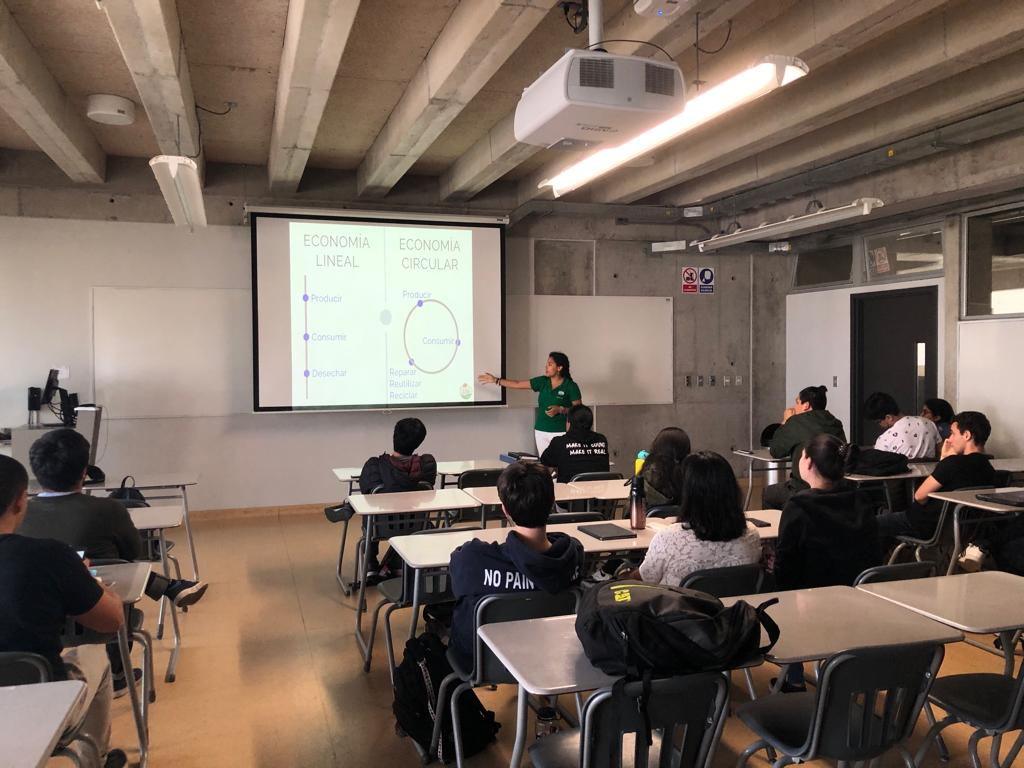 ECONOMÍA
LINEAL
Producir
Consumir
Desechar
ECONOMÍA
CIRCULAR
Producir
Consumir
Reparar
Reutilizar
Reciclar
MAKE IT COUNT
MAKE IT REAL
NO PAIN